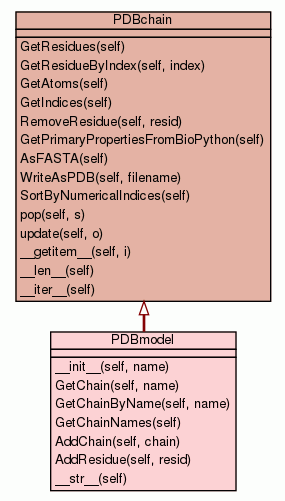 PDBchain
GetResidues(self)
GetResidueByIndex(self, index)
GetAtoms(self)
GetIndices(self)
RemoveResidue(self, resid)
GetPrimaryPropertiesFromBioPython(self)
AsFASTA(self)
WriteAsPDB(self, filename)
SortByNumericalIndices(self)
pop(self, s)
update(self, o)
__getitem__(self, i)
__len__(self)
__iter__(self)
PDBmodel
__init__(self, name)
GetChain(self, name)
GetChainByName(self, name)
GetChainNames(self)
AddChain(self, chain)
AddResidue(self, resid)
__str__(self)